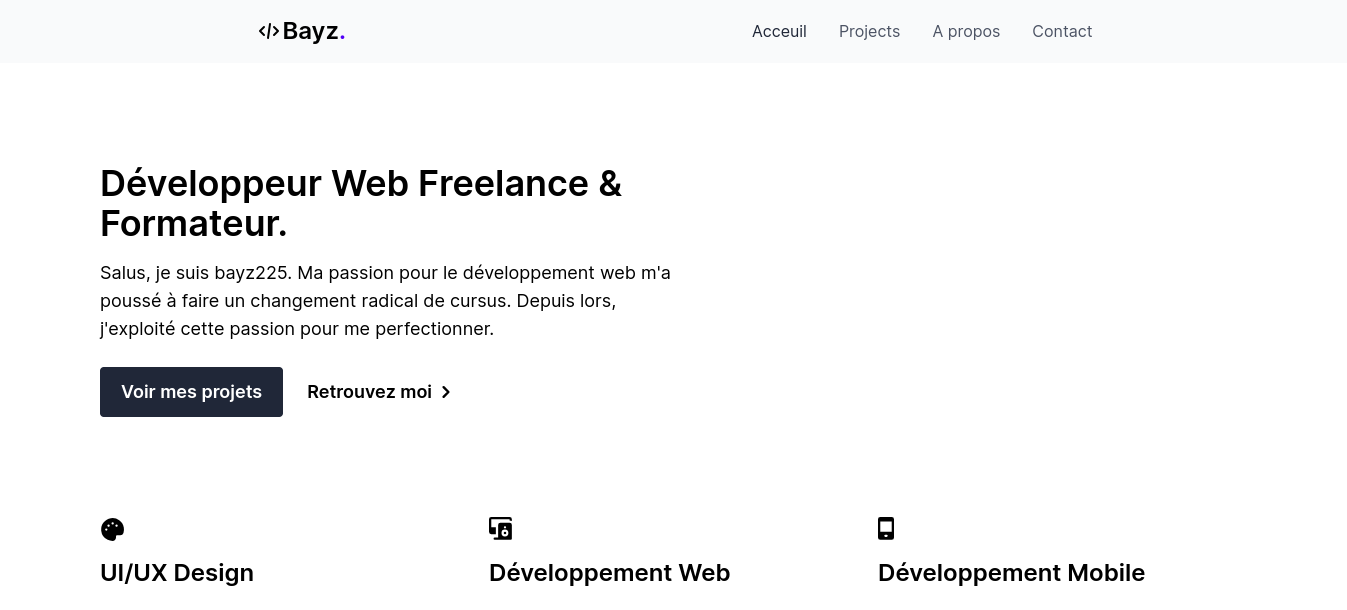 </>Bayz.
Acceuil Projects A propos Contact
Développeur Web Freelance &
Formateur.
Salus, je suis bayz225. Ma passion pour le développement web m'a
poussé à faire un changement radical de cursus. Depuis lors,
j'exploité cette passion pour me perfectionner.
Voir mes projets Retrouvez moi
UI/UX Design
Développement Web
Développement Mobile